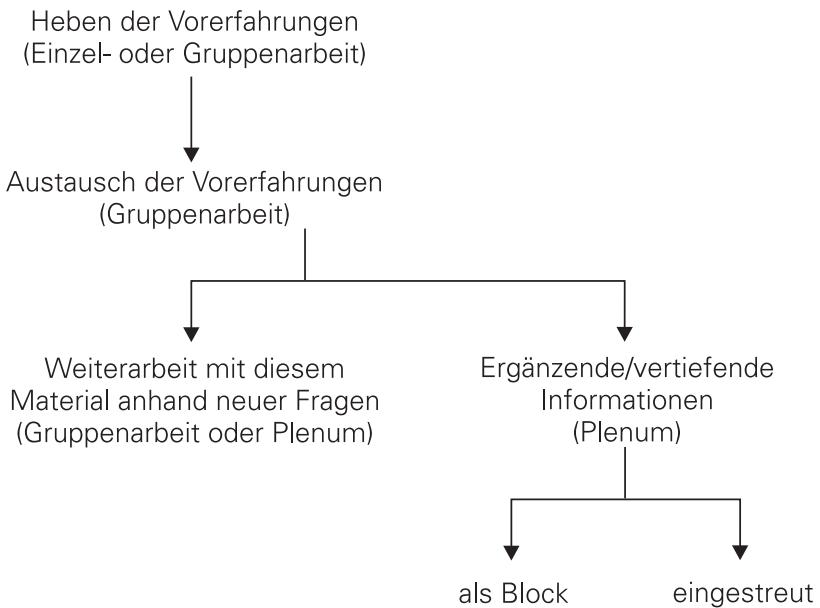 Heben der Vorerfahrungen
(Einzel- oder Gruppenarbeit)
Austausch der Vorerfahrungen
(Gruppenarbeit)
Weiterarbeit mit diesem
Material anhand neuer Fragen
(Gruppenarbeit oder Plenum)
Ergänzende/vertiefende
Informationen
(Plenum)
als Block
eingestreut